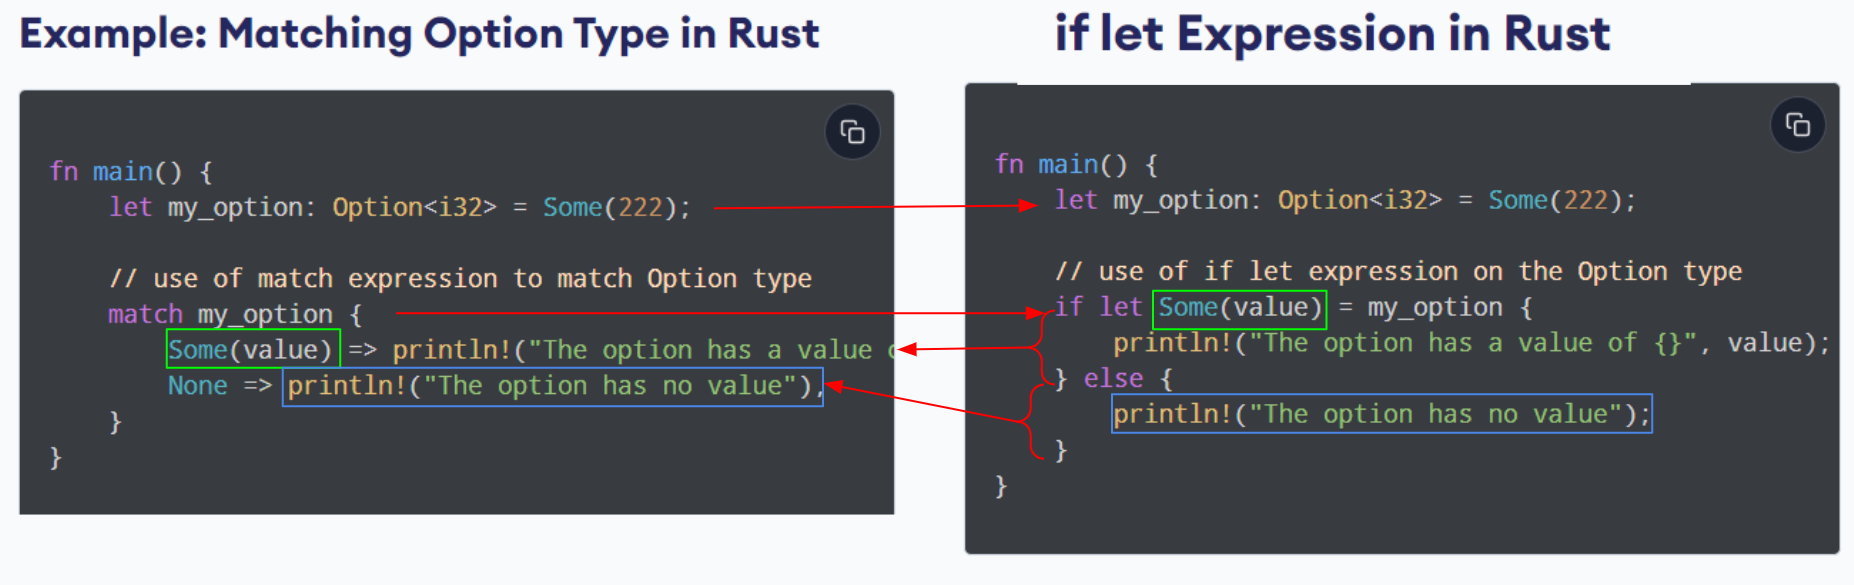 Example: Matching Option Type in Rust
fn main() {
    let my_option: Option<i32> = Some(222);
    // use of match expression to match Option type
    match my_option {
        Some(value) => println!("The option has a value
        None => println!("The option has no value"),
    }
}
if let Expression in Rust
fn main() {
    let my_option: Option<i32> = Some(222);
    // use of if let expression on the Option type
    if let Some(value) = my_option {
        println!("The option has a value of {}", value);
    } else {
        println!("The option has no value");
    }
}